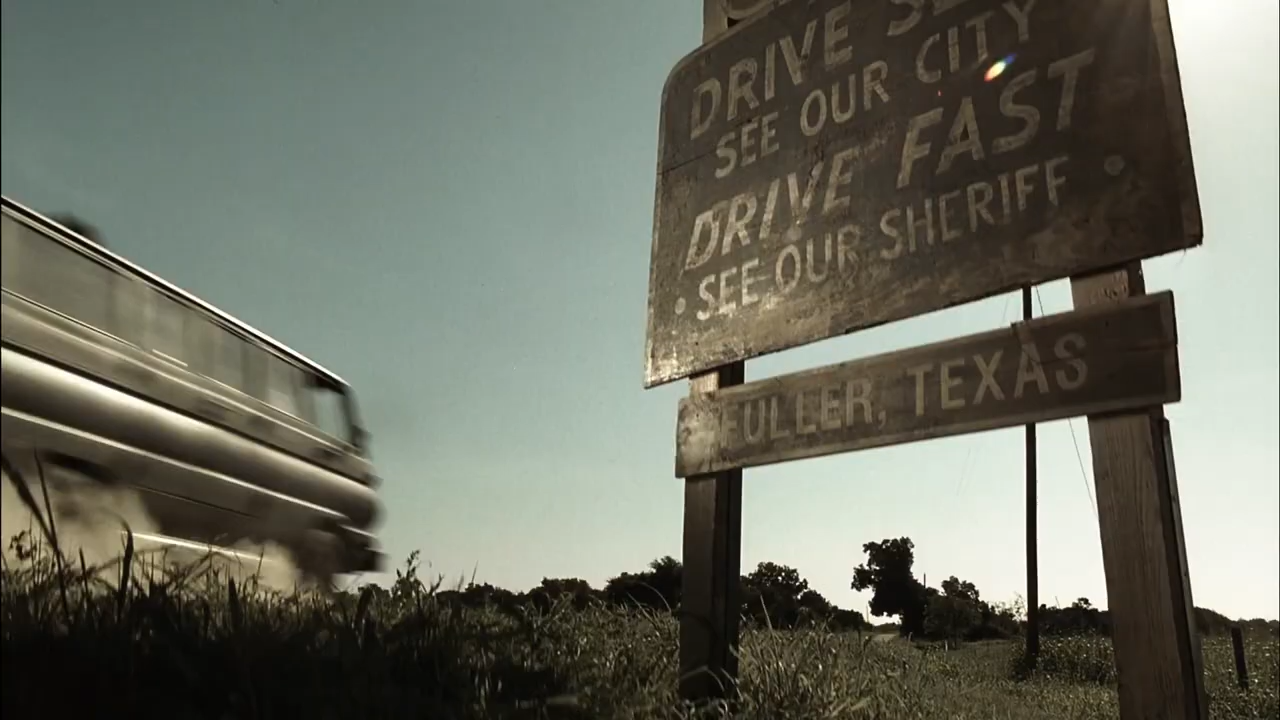 DRIVE
SEE OUR CITY
DRIVE FAST
• SEE OUR SHERIFF •
FULLER, TEXAS